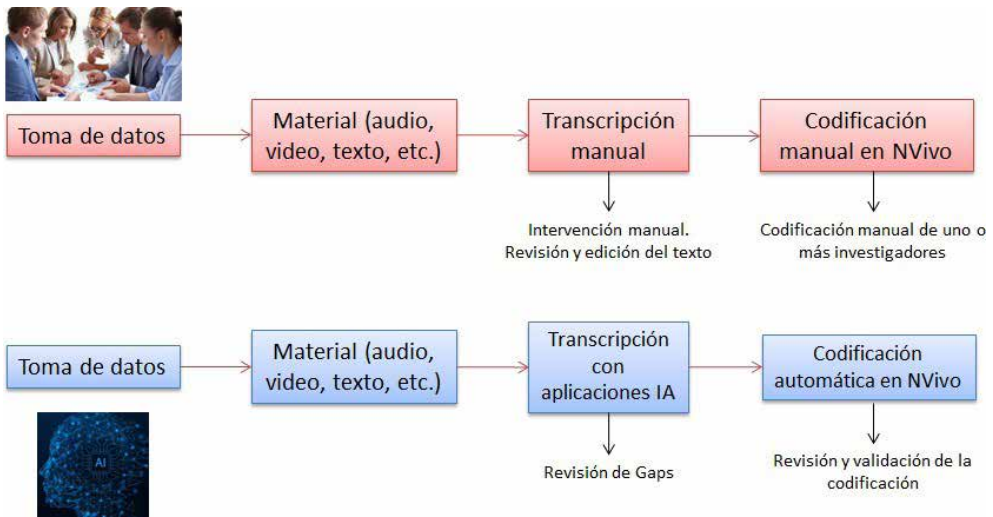 Toma de datos
Material (audio,
video, texto, etc.)
Transcripción
manual
Codificación
manual en NVivo
Intervención manual.
Revisión y edición del texto
Codificación manual de uno o
más investigadores
Toma de datos
Material (audio,
video, texto, etc.)
Transcripción
con
aplicaciones IA
Codificación
automática en NVivo
AI
Revisión de Gaps
Revisión y validación de la
codificación